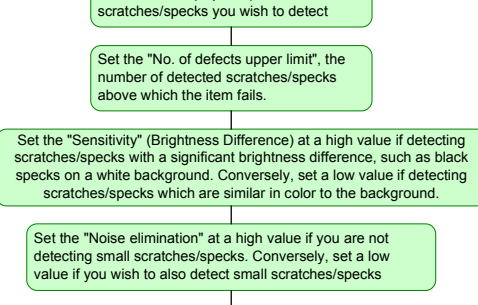 scratches/specks you wish to detect
Set the "No. of defects upper limit", the
number of detected scratches/specks
above which the item fails.
Set the "Sensitivity" (Brightness Difference) at a high value if detecting
scratches/specks with a significant brightness difference, such as black
specks on a white background. Conversely, set a low value if detecting
scratches/specks which are similar in color to the background.
Set the "Noise elimination" at a high value if you are not
detecting small scratches/specks. Conversely, set a low
value if you wish to also detect small scratches/specks